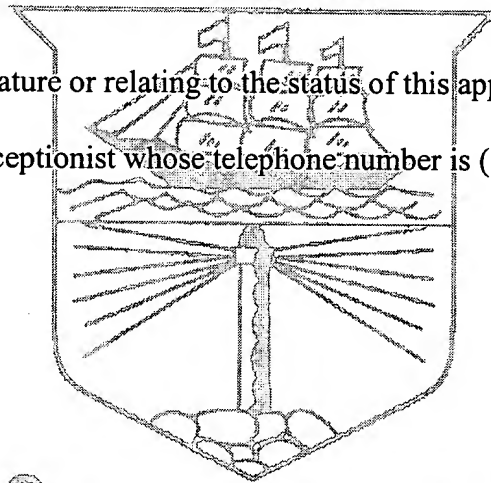 ature or relating to the status of this app
ceptionist whose telephone number is (